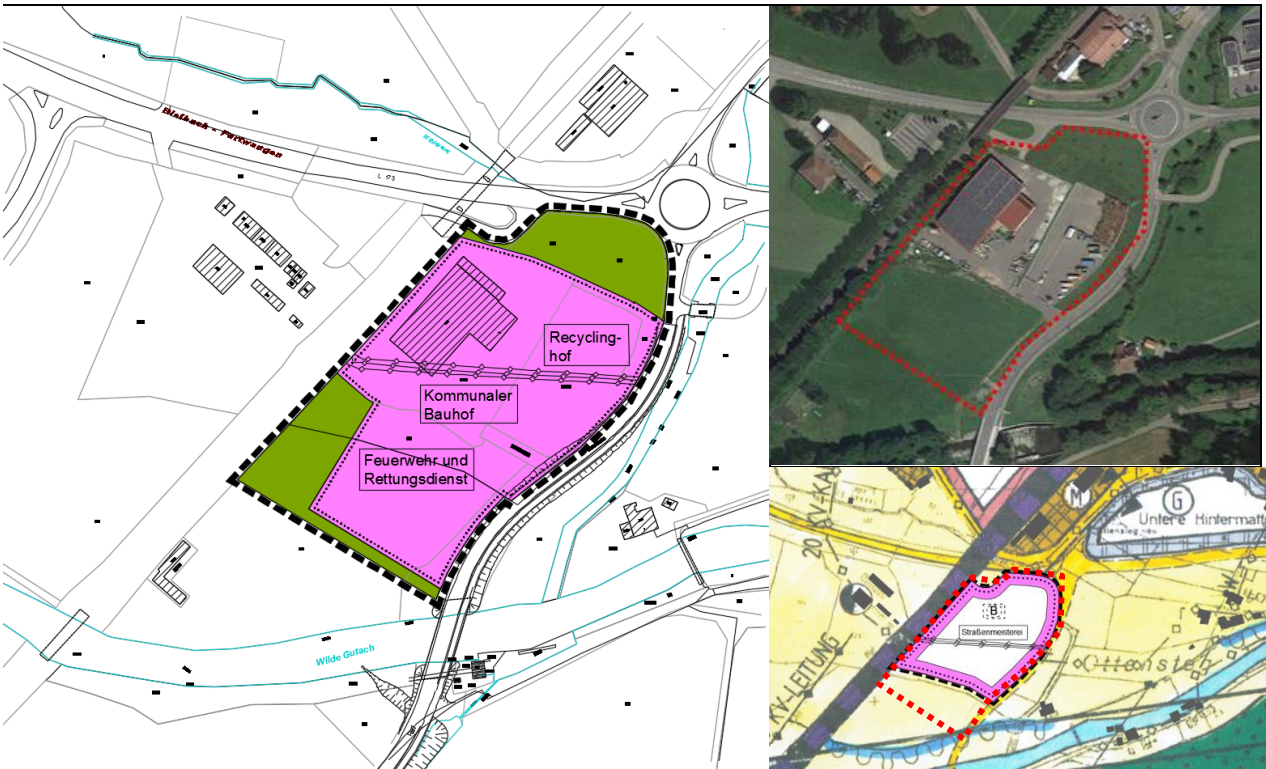 Bleibach - Furtwangen
L 173
Recycling-
hof
Kommunaler
Bauhof
Feuerwehr und
Rettungsdienst
Wilde Gutach
20 KV-KA
KV-LEITUNG
M
G
Untere Hintermatt
B
Straßenmeisterei
Ottensteg